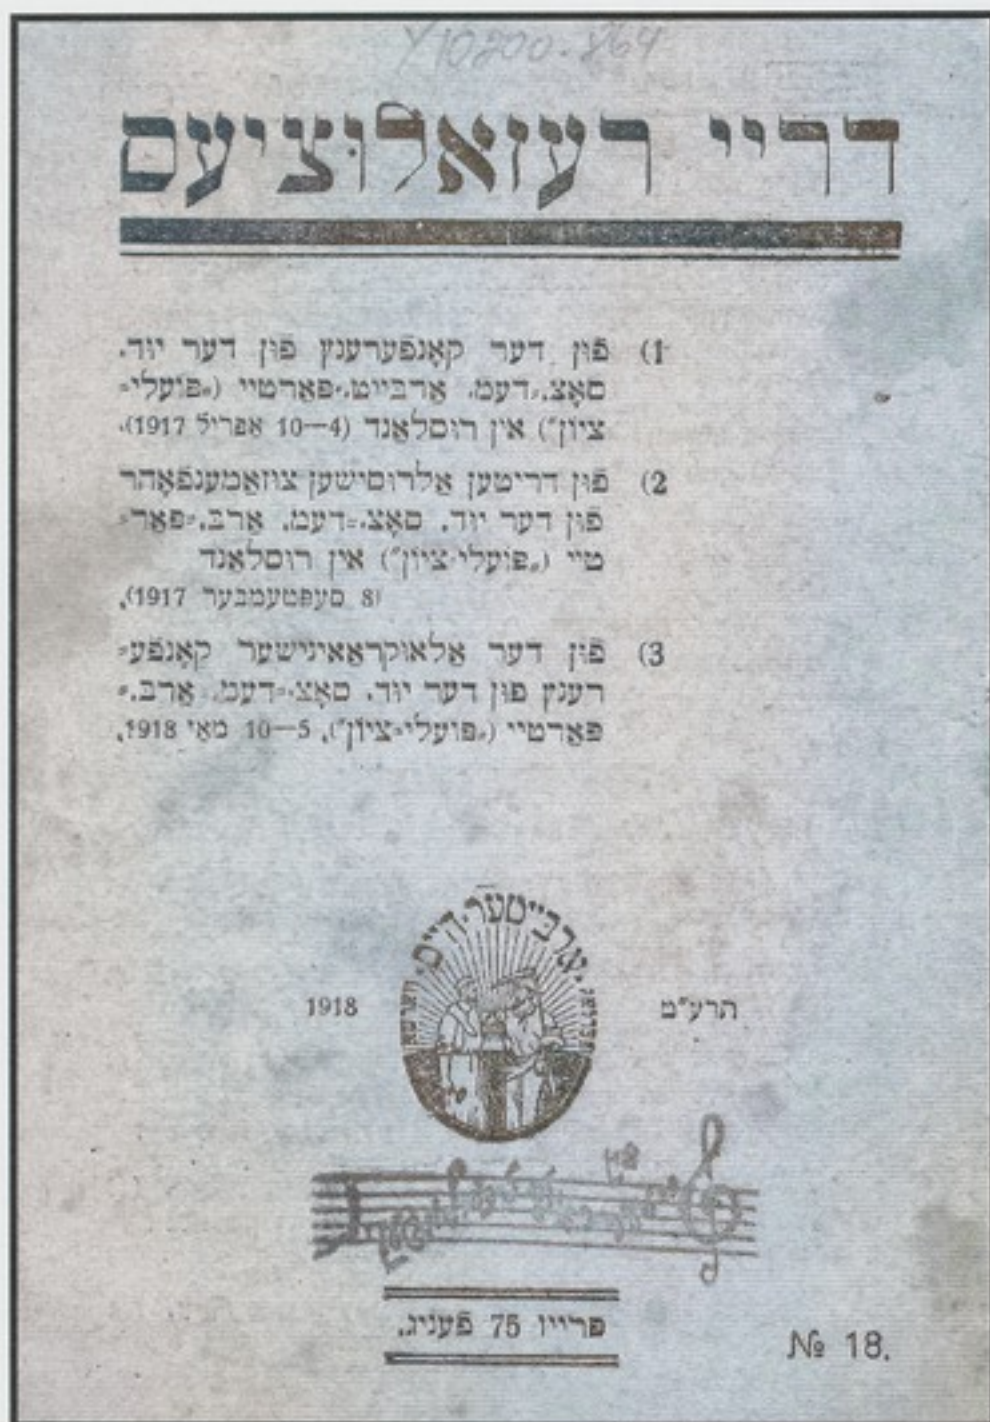 Y10200.864
דריי רעזאלוציעס
1) פֿון דער קאָנפֿערענץ פֿון דער יוד.
סאָצ.-דעמ. אַרבייט.-פּאַרטיי („פּועלי-
ציון“) אין רוסלאַנד (4—10 אַפּריל 1917).
2) פֿון דריטען אַלרוסישען צוזאַמענפֿאָהר
פֿון דער יוד. סאָצ.-דעמ. אַרב.-פּאַר-
טיי („פּועלי-ציון“) אין רוסלאַנד
(8 סעפּטעמבער 1917).
3) פֿון דער אַלאוקראַאינישער קאָנפֿע-
רענץ פֿון דער יוד. סאָצ.-דעמ. אַרב.-
פּאַרטיי („פּועלי-ציון“), 5—10 מאַי 1918.
ארבייטער-היים
תרע״ט
1918
פּרייז 75 פֿעניג.
№ 18.